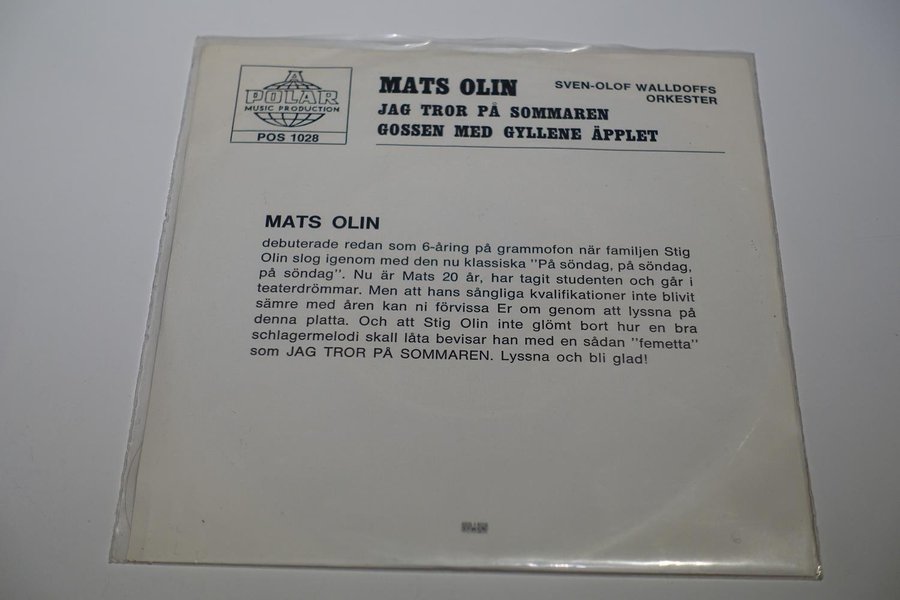 A
POLAR
MUSIC PRODUCTION
POS 1028
MATS OLIN
SVEN-OLOF WALLDOFFS
ORKESTER
JAG TROR PÅ SOMMAREN
GOSSEN MED GYLLENE ÄPPLET
MATS OLIN
debuterade redan som 6-åring på grammofon när familjen Stig
Olin slog igenom med den nu klassiska "På söndag, på söndag,
på söndag". Nu är Mats 20 år, har tagit studenten och går i
teaterdrömmar. Men att hans sångliga kvalifikationer inte blivit
sämre med åren kan ni förvissa Er om genom att lyssna på
denna platta. Och att Stig Olin inte glömt bort hur en bra
schlagermelodi skall låta bevisar han med en sådan "femetta"
som JAG TROR PÅ SOMMAREN. Lyssna och bli glad!